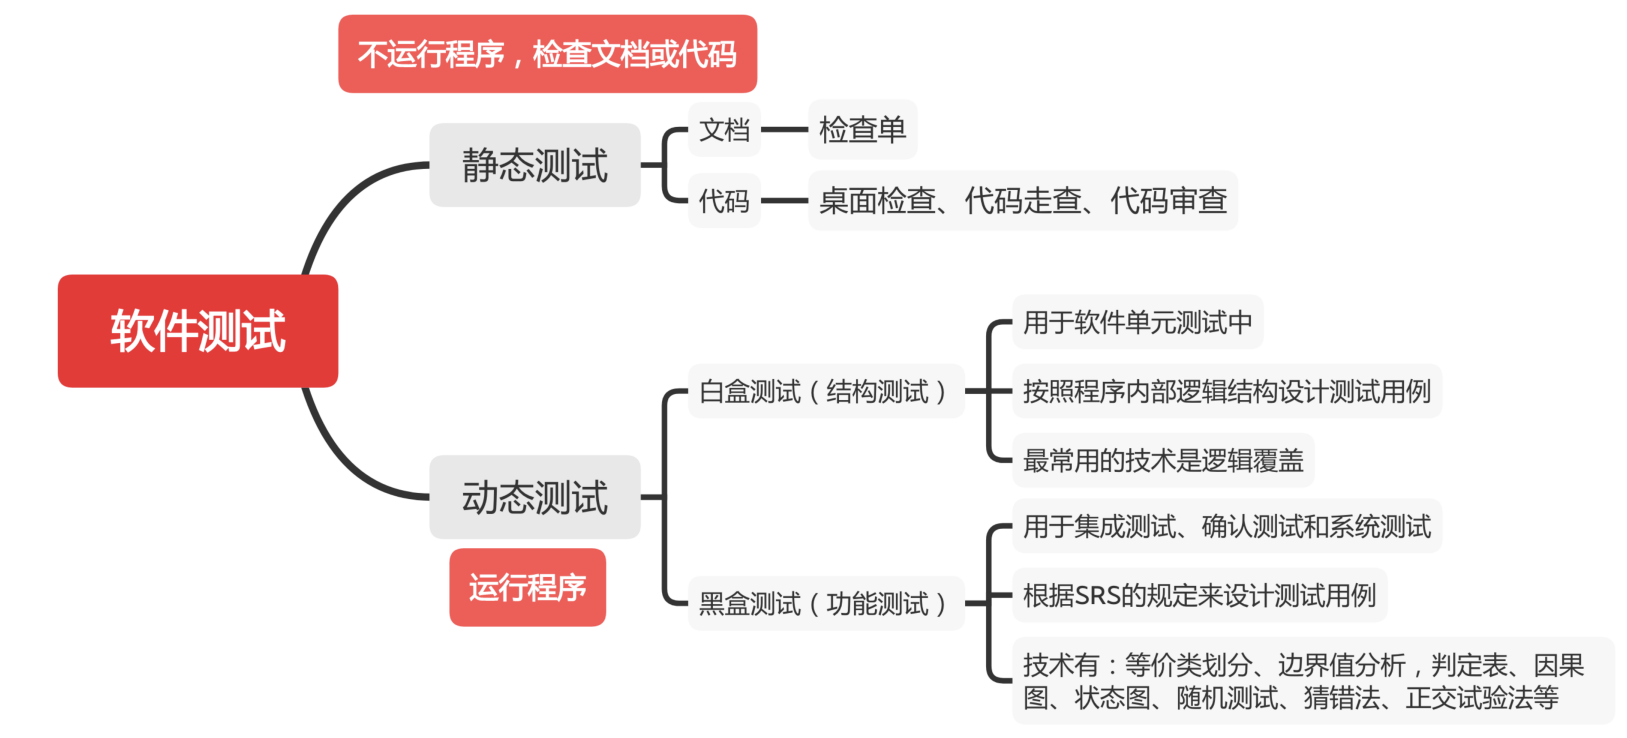 不运行程序，检查文档或代码
静态测试
文档
检查单
代码
桌面检查、代码走查、代码审查
软件测试
动态测试
运行程序
白盒测试（结构测试）
用于软件单元测试中
按照程序内部逻辑结构设计测试用例
最常用的技术是逻辑覆盖
黑盒测试（功能测试）
用于集成测试、确认测试和系统测试
根据SRS的规定来设计测试用例
技术有：等价类划分、边界值分析，判定表、因果
图、状态图、随机测试、猜错法、正交试验法等